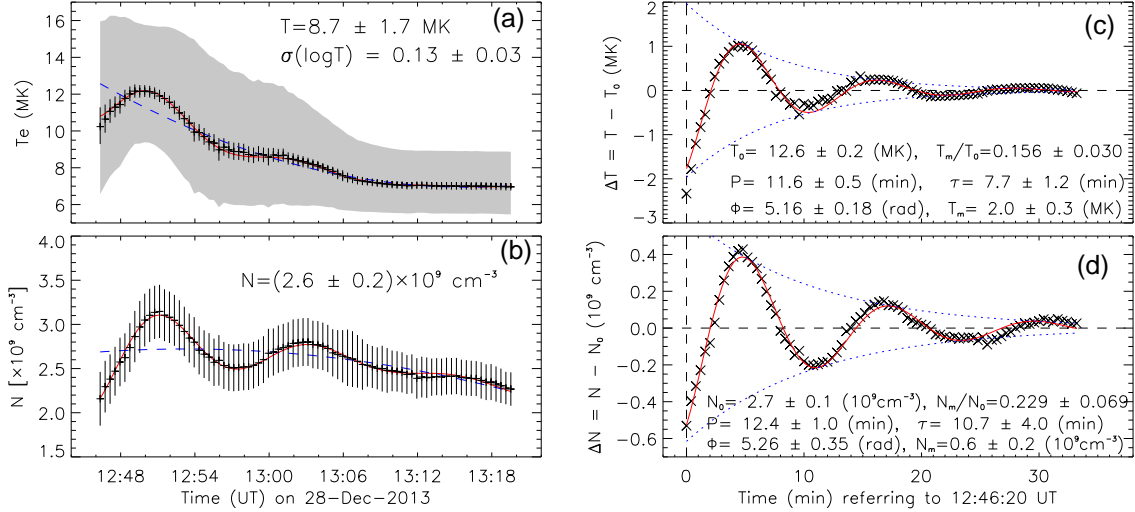 (a)
T=8.7 ± 1.7 MK
σ(logT) = 0.13 ± 0.03
Te (MK)
16
14
12
10
8
6
(b)
N=(2.6 ± 0.2)×10⁹ cm⁻³
N [×10⁹ cm⁻³]
4.0
3.5
3.0
2.5
2.0
1.5
12:48 12:54 13:00 13:06 13:12 13:18
Time (UT) on 28-Dec-2013
(c)
ΔT = T - T₀ (MK)
2
1
0
-1
-2
-3
T₀= 12.6 ± 0.2 (MK), Tₘ/T₀=0.156 ± 0.030
P= 11.6 ± 0.5 (min) τ= 7.7 ± 1.2 (min)
Φ= 5.16 ± 0.18 (rad), Tₘ= 2.0 ± 0.3 (MK)
(d)
ΔN = N - N₀ (10⁹ cm⁻³)
0.4
0.2
0.0
-0.2
-0.4
-0.6
N₀= 2.7 ± 0.1 (10⁹cm⁻³), Nₘ/N₀=0.229 ± 0.069
P= 12.4 ± 1.0 (min) τ= 10.7 ± 4.0 (min)
Φ= 5.26 ± 0.35 (rad), Nₘ=0.6 ± 0.2 (10⁹cm⁻³)
0 10 20 30
Time (min) referring to 12:46:20 UT